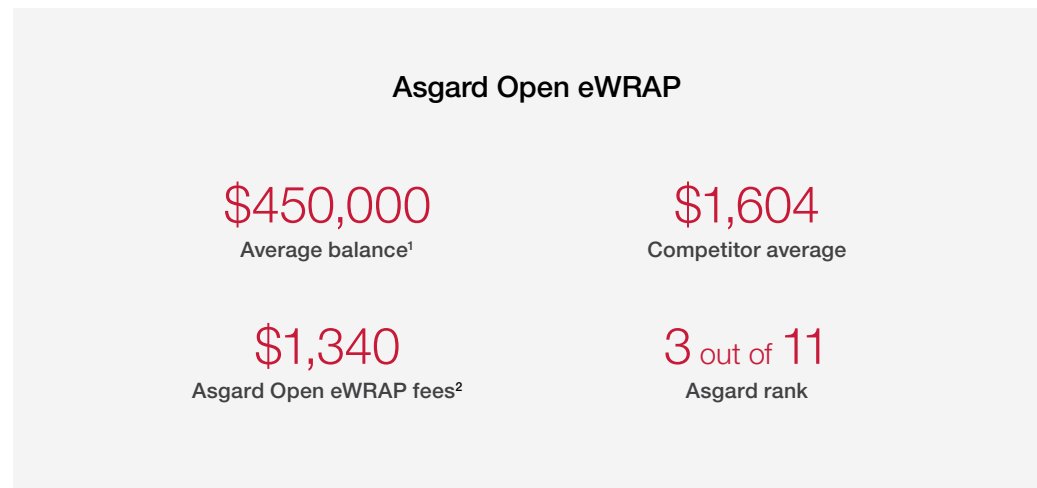 Asgard Open eWRAP
$450,000
Average balance¹
$1,604
Competitor average
$1,340
Asgard Open eWRAP fees²
3 out of 11
Asgard rank